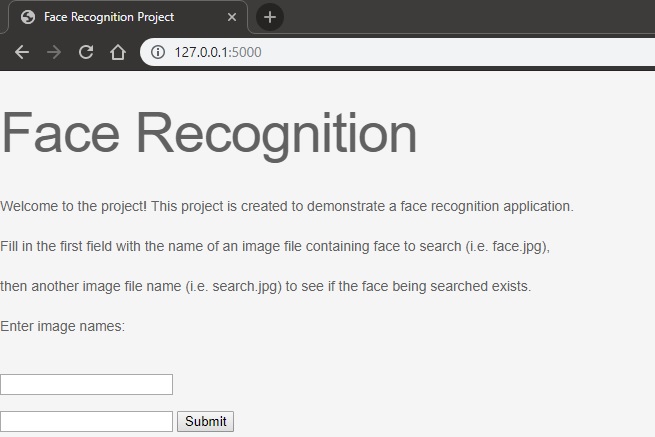 Face Recognition Project
127.0.0.1:5000
Face Recognition
Welcome to the project! This project is created to demonstrate a face recognition application.
Fill in the first field with the name of an image file containing face to search (i.e. face.jpg),
then another image file name (i.e. search.jpg) to see if the face being searched exists.
Enter image names:
Submit